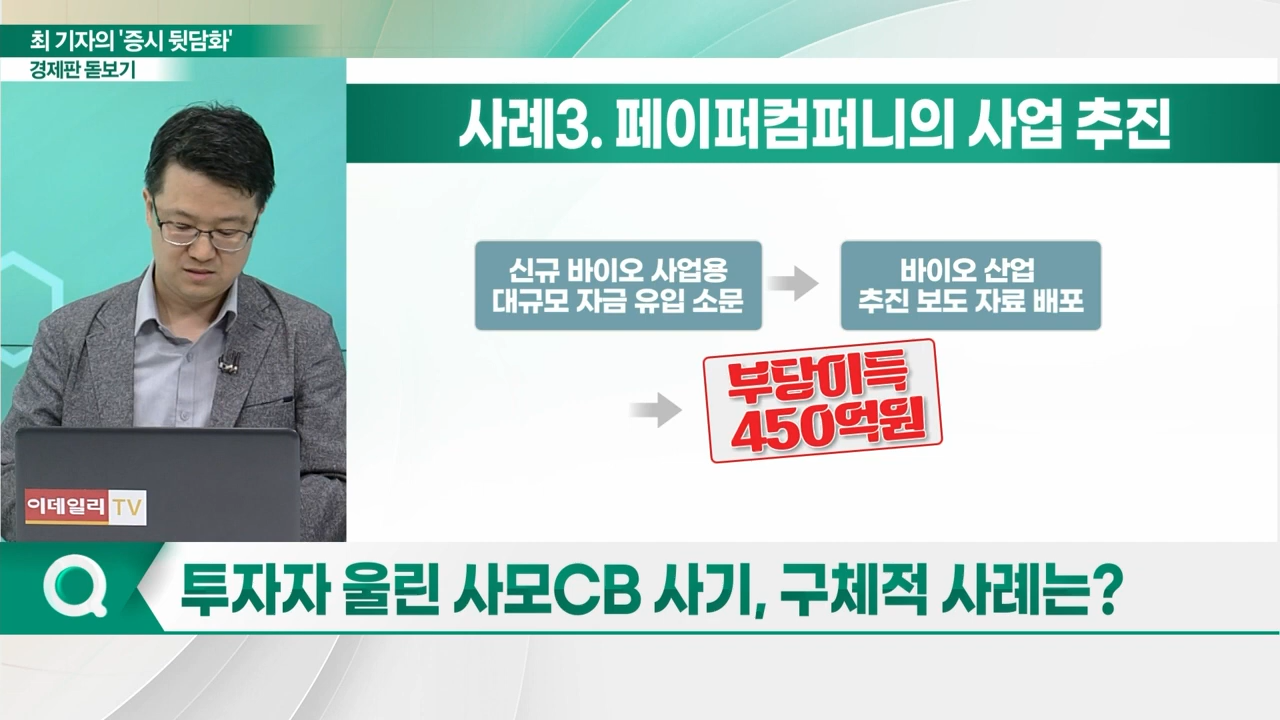 최 기자의 '증시 뒷담화'
경제판 돋보기
사례3. 페이퍼컴퍼니의 사업 추진
신규 바이오 사업용
대규모 자금 유입 소문
바이오 산업
추진 보도 자료 배포
부당이득
450억원
이데일리TV
투자자 울린 사모CB 사기, 구체적 사례는?